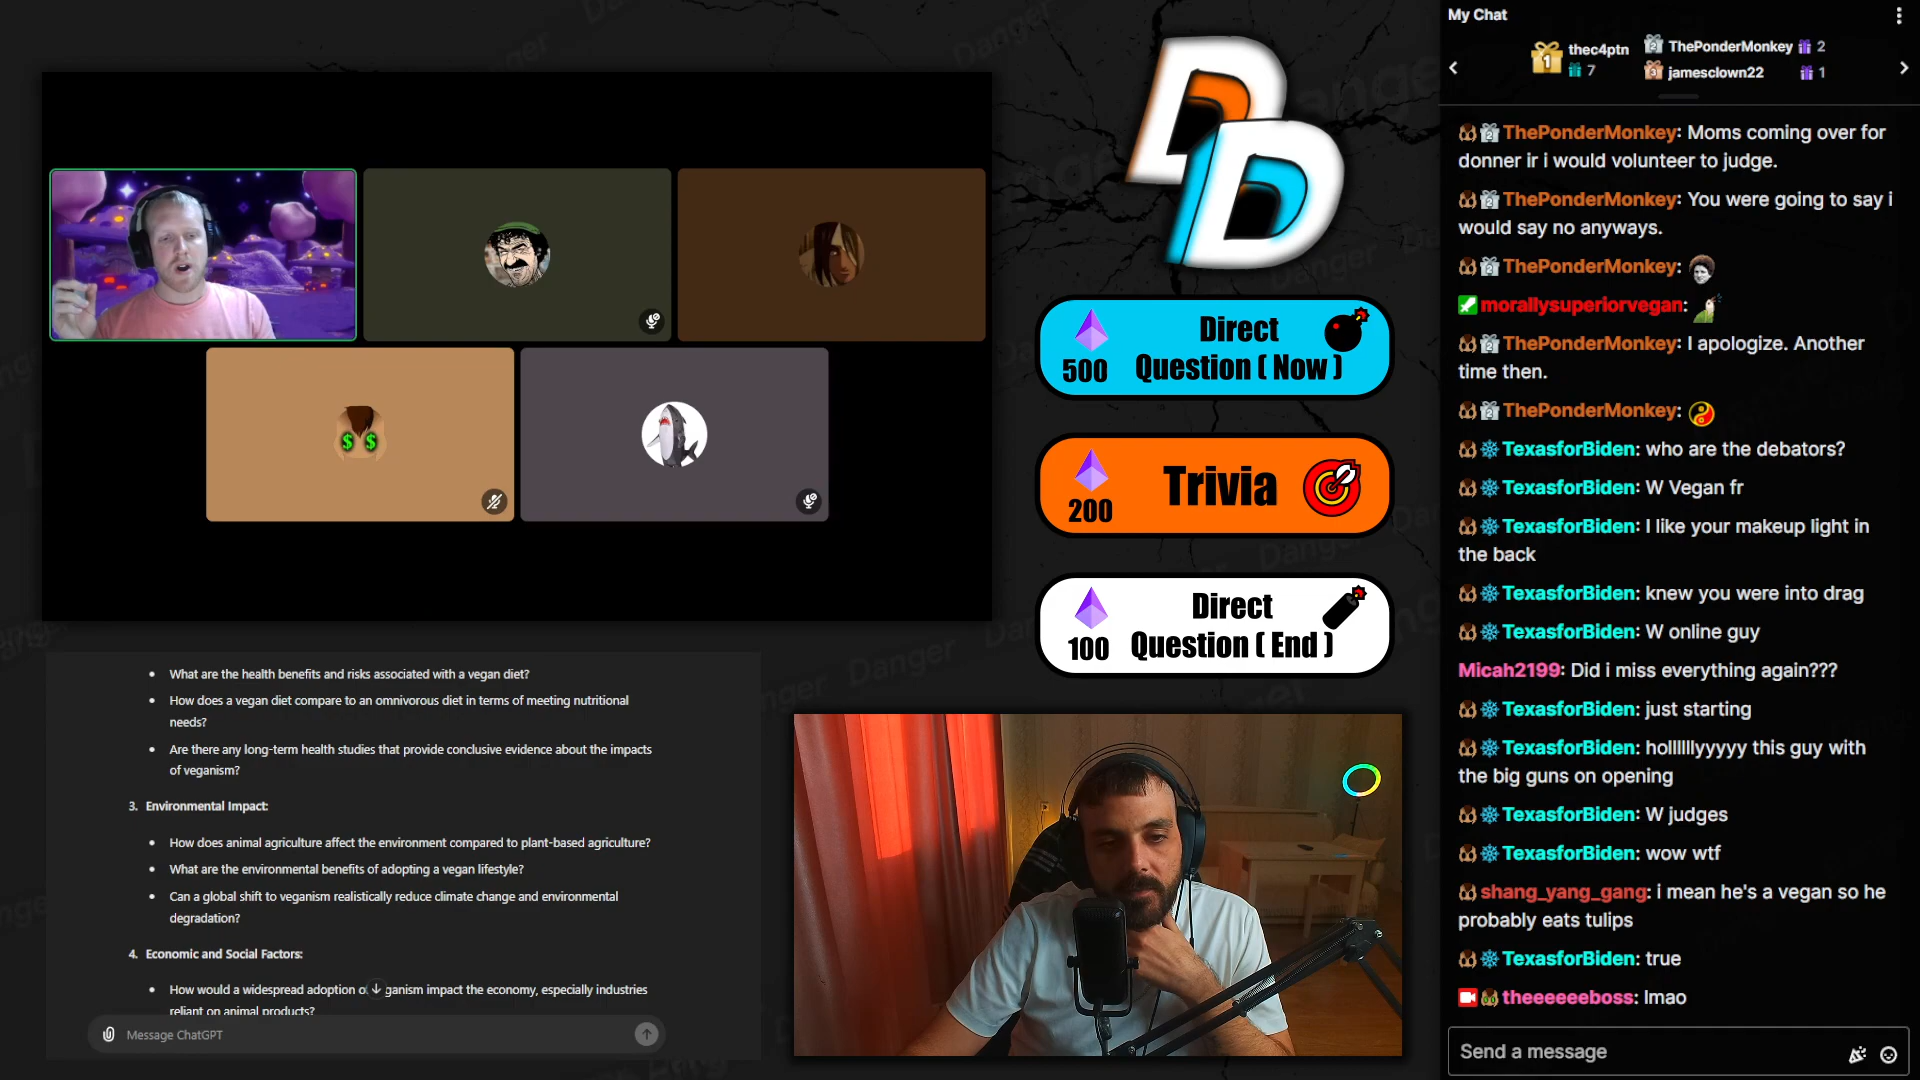 DD
500
Direct
Question ( Now )
200
Trivia
100
Direct
Question ( End )
What are the health benefits and risks associated with a vegan diet?
How does a vegan diet compare to an omnivorous diet in terms of meeting nutritional
needs?
Are there any long-term health studies that provide conclusive evidence about the impacts
of veganism?
3. Environmental Impact:
How does animal agriculture affect the environment compared to plant-based agriculture?
What are the environmental benefits of adopting a vegan lifestyle?
Can a global shift to veganism realistically reduce climate change and environmental
degradation?
4. Economic and Social Factors:
How would a widespread adoption of veganism impact the economy, especially industries
reliant on animal products?
Message ChatGPT
My Chat
1 thec4ptn 7
2 ThePonderMonkey 2
3 jamesclown22 1
ThePonderMonkey: Moms coming over for
donner ir i would volunteer to judge.
ThePonderMonkey: You were going to say i
would say no anyways.
ThePonderMonkey:
morallysuperiorvegan:
ThePonderMonkey: I apologize. Another
time then.
ThePonderMonkey:
TexasforBiden: who are the debators?
TexasforBiden: W Vegan fr
TexasforBiden: I like your makeup light in
the back
TexasforBiden: knew you were into drag
TexasforBiden: W online guy
Micah2199: Did i miss everything again???
TexasforBiden: just starting
TexasforBiden: hollllllyyyyy this guy with
the big guns on opening
TexasforBiden: W judges
TexasforBiden: wow wtf
shang_yang_gang: i mean he's a vegan so he
probably eats tulips
TexasforBiden: true
theeeeeeboss: lmao
Send a message